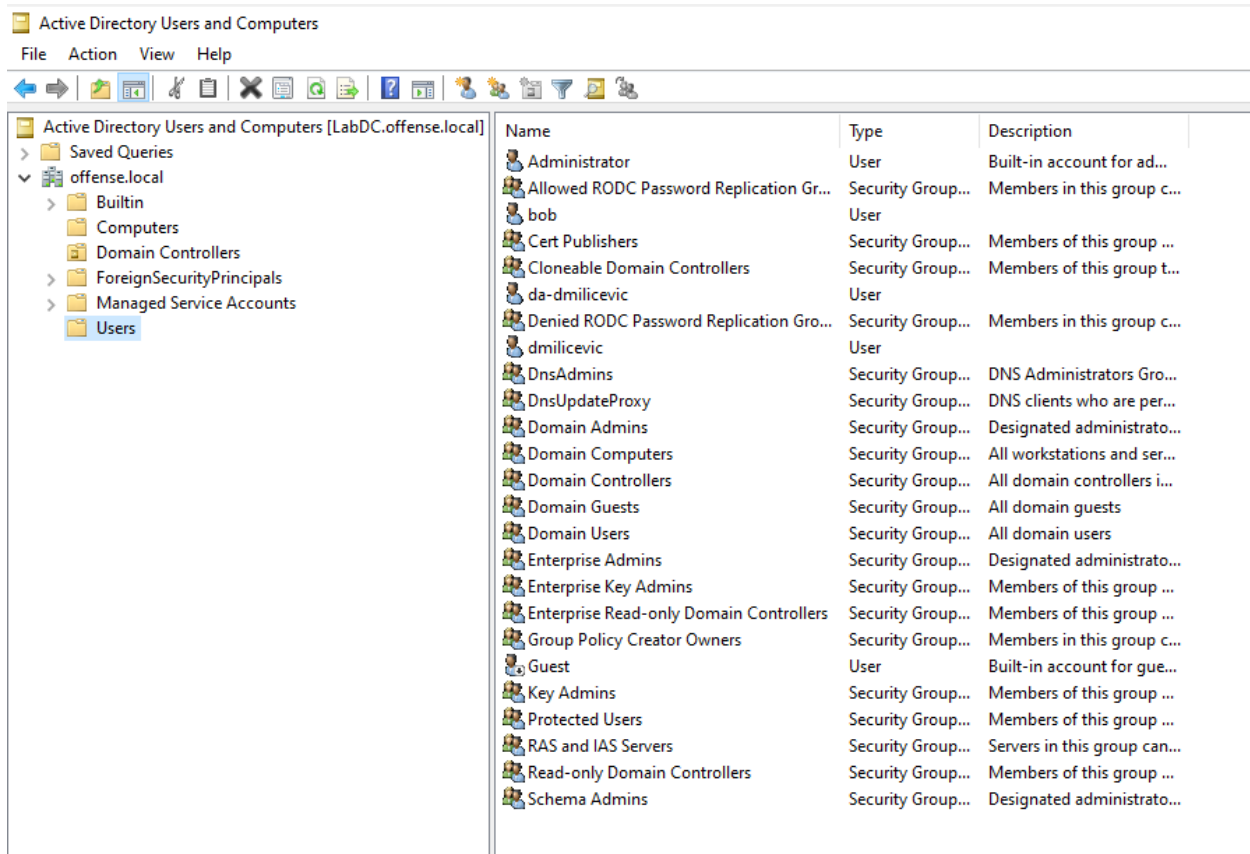 Active Directory Users and Computers
File Action View Help
Active Directory Users and Computers [LabDC.offense.local]
Saved Queries
offense.local
Builtin
Computers
Domain Controllers
ForeignSecurityPrincipals
Managed Service Accounts
Users
Name Type Description
Administrator User Built-in account for ad...
Allowed RODC Password Replication Gr... Security Group... Members in this group c...
bob User
Cert Publishers Security Group... Members of this group ...
Cloneable Domain Controllers Security Group... Members of this group t...
da-dmilicevic User
Denied RODC Password Replication Gro... Security Group... Members in this group c...
dmilicevic User
DnsAdmins Security Group... DNS Administrators Gro...
DnsUpdateProxy Security Group... DNS clients who are per...
Domain Admins Security Group... Designated administrato...
Domain Computers Security Group... All workstations and ser...
Domain Controllers Security Group... All domain controllers i...
Domain Guests Security Group... All domain guests
Domain Users Security Group... All domain users
Enterprise Admins Security Group... Designated administrato...
Enterprise Key Admins Security Group... Members of this group ...
Enterprise Read-only Domain Controllers Security Group... Members of this group ...
Group Policy Creator Owners Security Group... Members in this group c...
Guest User Built-in account for gue...
Key Admins Security Group... Members of this group ...
Protected Users Security Group... Members of this group ...
RAS and IAS Servers Security Group... Servers in this group can...
Read-only Domain Controllers Security Group... Members of this group ...
Schema Admins Security Group... Designated administrato...